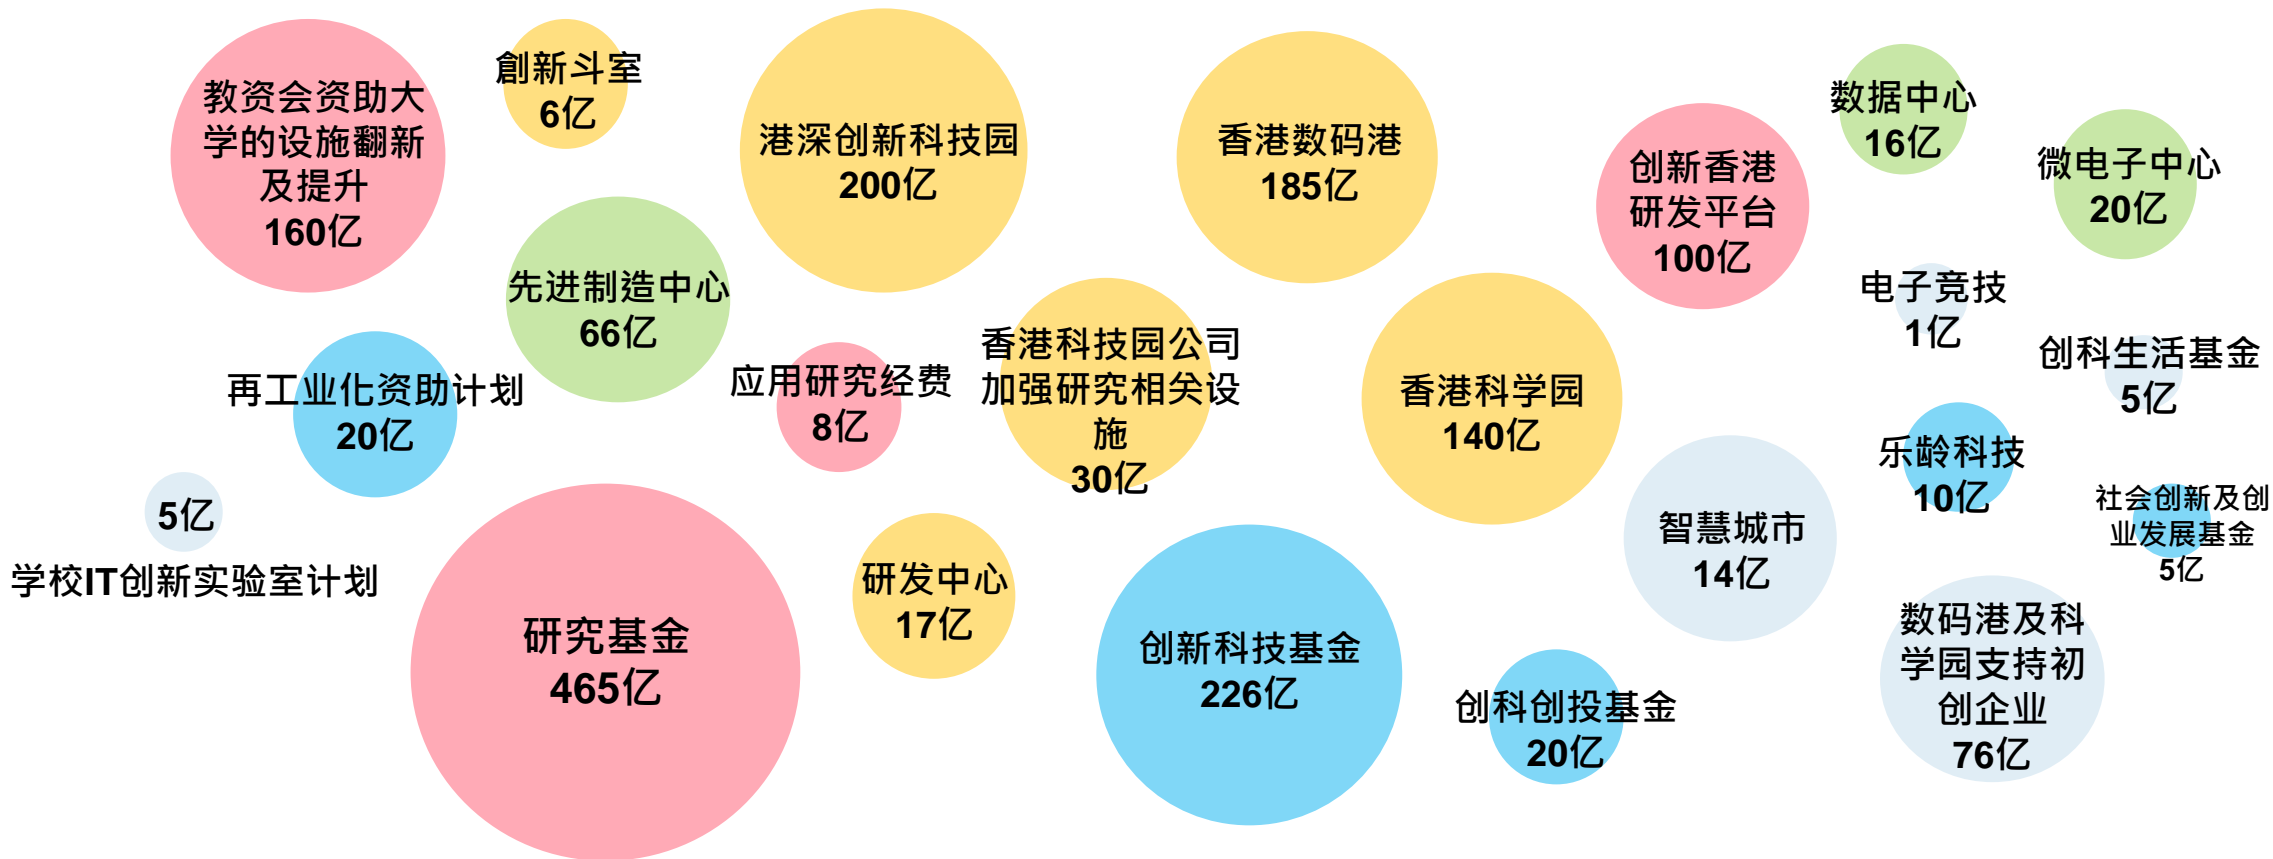 教资会资助大
学的设施翻新
及提升
160亿
創新斗室
6亿
港深创新科技园
200亿
香港数码港
185亿
创新香港
研发平台
100亿
数据中心
16亿
微电子中心
20亿
先进制造中心
66亿
再工业化资助计划
20亿
应用研究经费
8亿
香港科技园公司
加强研究相关设
施
30亿
香港科学园
140亿
电子竞技
1亿
创科生活基金
5亿
乐龄科技
10亿
社会创新及创
业发展基金
5亿
5亿
学校IT创新实验室计划
研究基金
465亿
研发中心
17亿
创新科技基金
226亿
智慧城市
14亿
创科创投基金
20亿
数码港及科
学园支持初
创企业
76亿